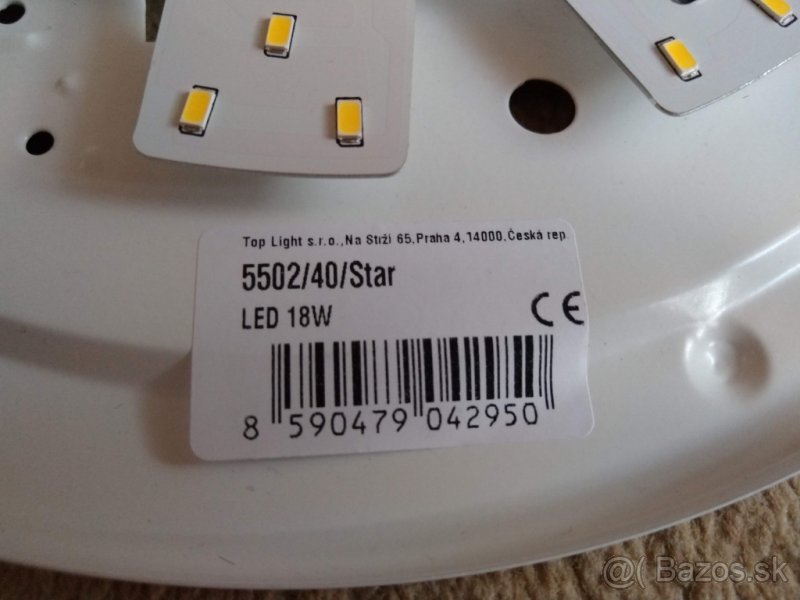 Top Light s.r.o.,Na Strži 65,Praha 4,14000,Česká rep
5502/40/Star
LED 18W
CE
8 590479 042950
@( Bazos.sk